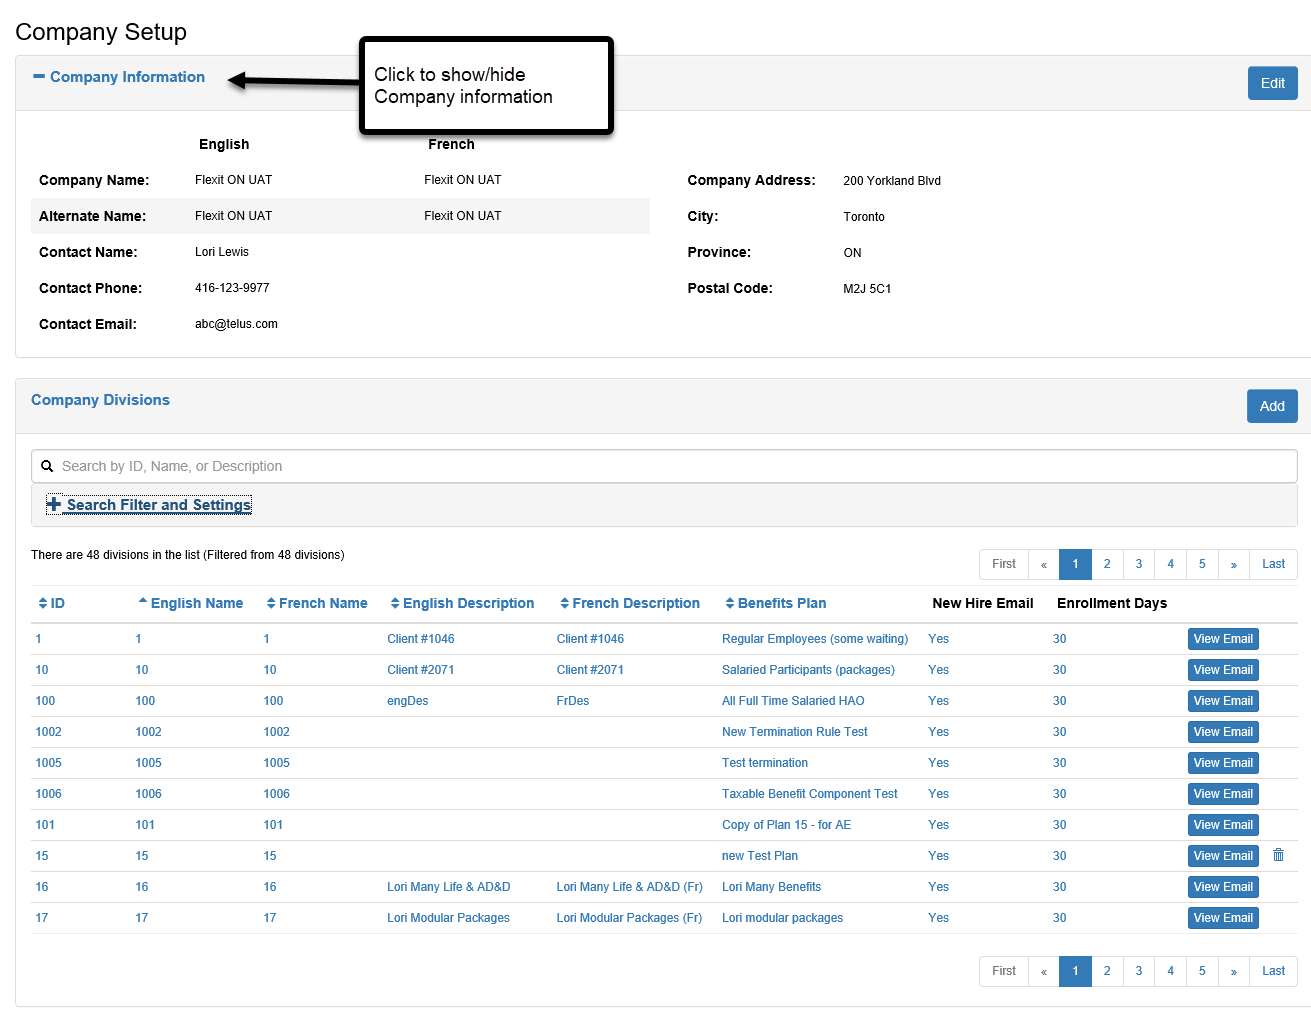 Company Setup
Company Information
Click to show/hide
Company information
Edit
English French
Company Name: Flexit ON UAT Flexit ON UAT Company Address: 200 Yorkland Blvd
Alternate Name: Flexit ON UAT Flexit ON UAT City: Toronto
Contact Name: Lori Lewis Province: ON
Contact Phone: 416-123-9977 Postal Code: M2J 5C1
Contact Email: abc@telus.com
Company Divisions Add
Search by ID, Name, or Description
Search Filter and Settings
There are 48 divisions in the list (Filtered from 48 divisions)
First « 1 2 3 4 5 » Last
ID English Name French Name English Description French Description Benefits Plan New Hire Email Enrollment Days
1 1 1 Client #1046 Client #1046 Regular Employees (some waiting) Yes 30 View Email
10 10 10 Client #2071 Client #2071 Salaried Participants (packages) Yes 30 View Email
100 100 100 engDes FrDes All Full Time Salaried HAO Yes 30 View Email
1002 1002 1002 New Termination Rule Test Yes 30 View Email
1005 1005 1005 Test termination Yes 30 View Email
1006 1006 1006 Taxable Benefit Component Test Yes 30 View Email
101 101 101 Copy of Plan 15 - for AE Yes 30 View Email
15 15 15 new Test Plan Yes 30 View Email
16 16 16 Lori Many Life & AD&D Lori Many Life & AD&D (Fr) Lori Many Benefits Yes 30 View Email
17 17 17 Lori Modular Packages Lori Modular Packages (Fr) Lori modular packages Yes 30 View Email
First « 1 2 3 4 5 » Last